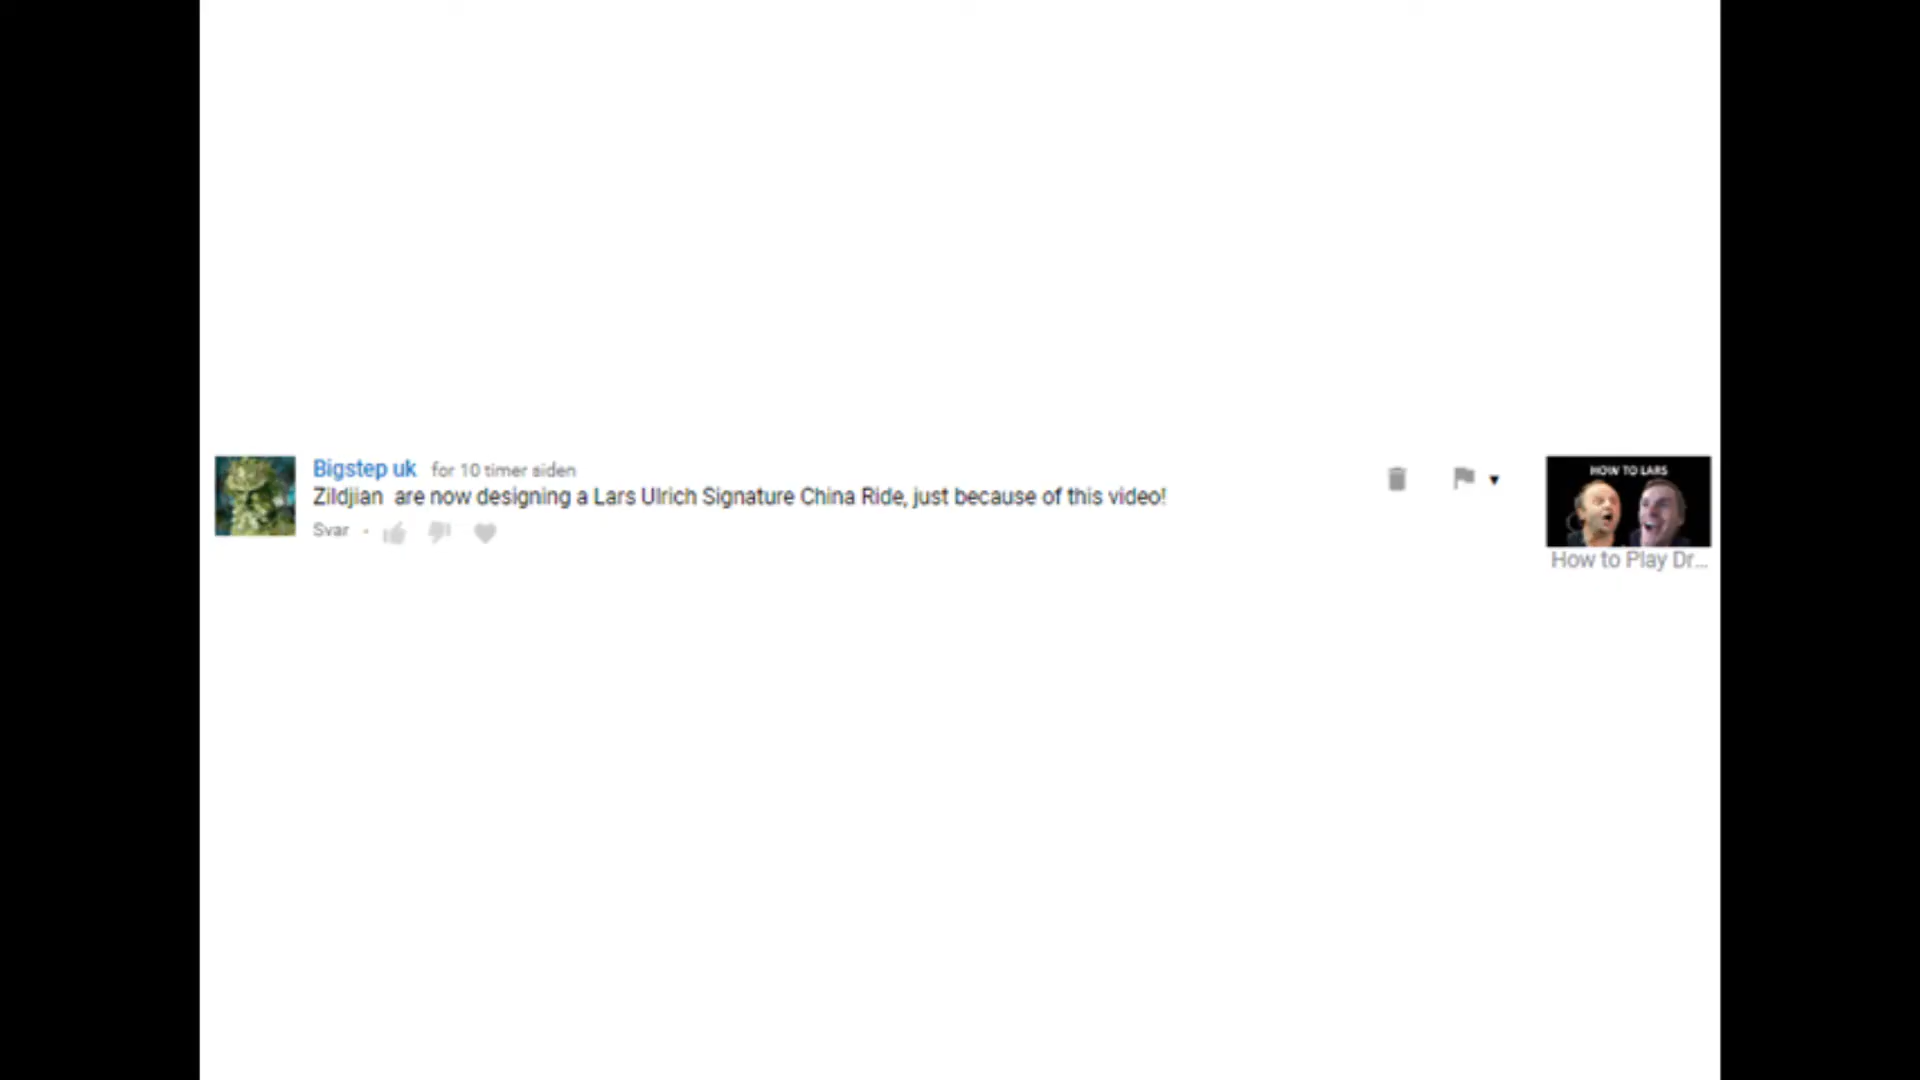 Bigstep uk for 10 timer siden
Zildjian are now designing a Lars Ulrich Signature China Ride, just because of this video!
Svar
HOW TO LARS
How to Play Dr...